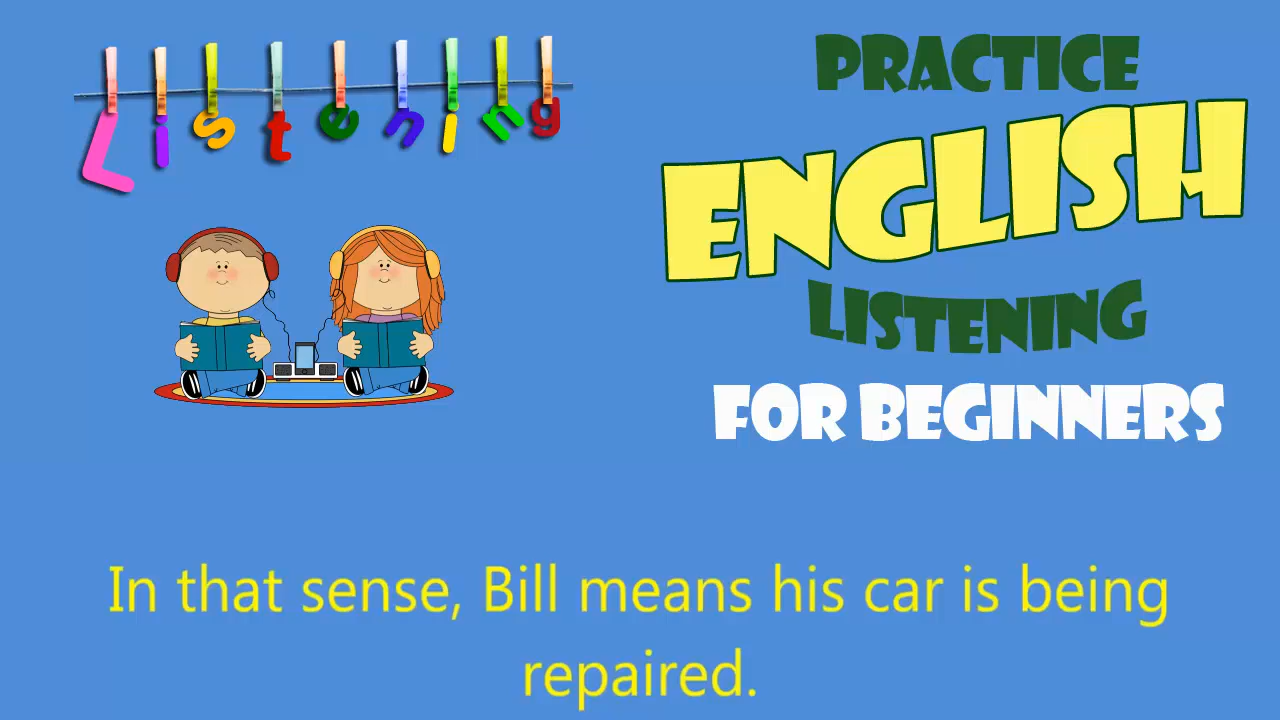 Listening
PRACTICE
ENGLISH
LISTENING
FOR BEGINNERS
In that sense, Bill means his car is being
repaired.